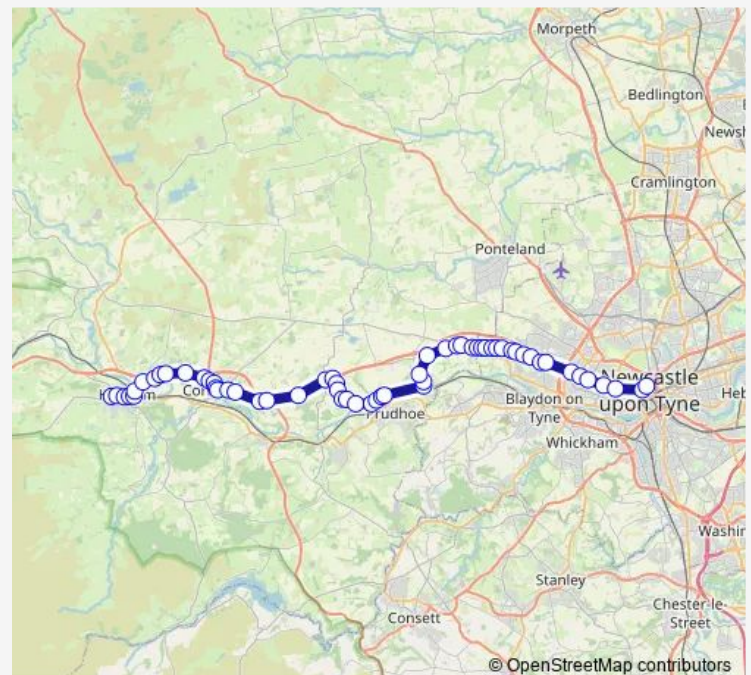 Morpeth
Bedlington
Newsh
Cramlington
Ponteland
Newcastle
upon Tyne
Heb
Blaydon on
Tyne
Whickham
Prudhoe
Washin
Stanley
Chester-le-
Street
Consett
© OpenStreetMap contributors